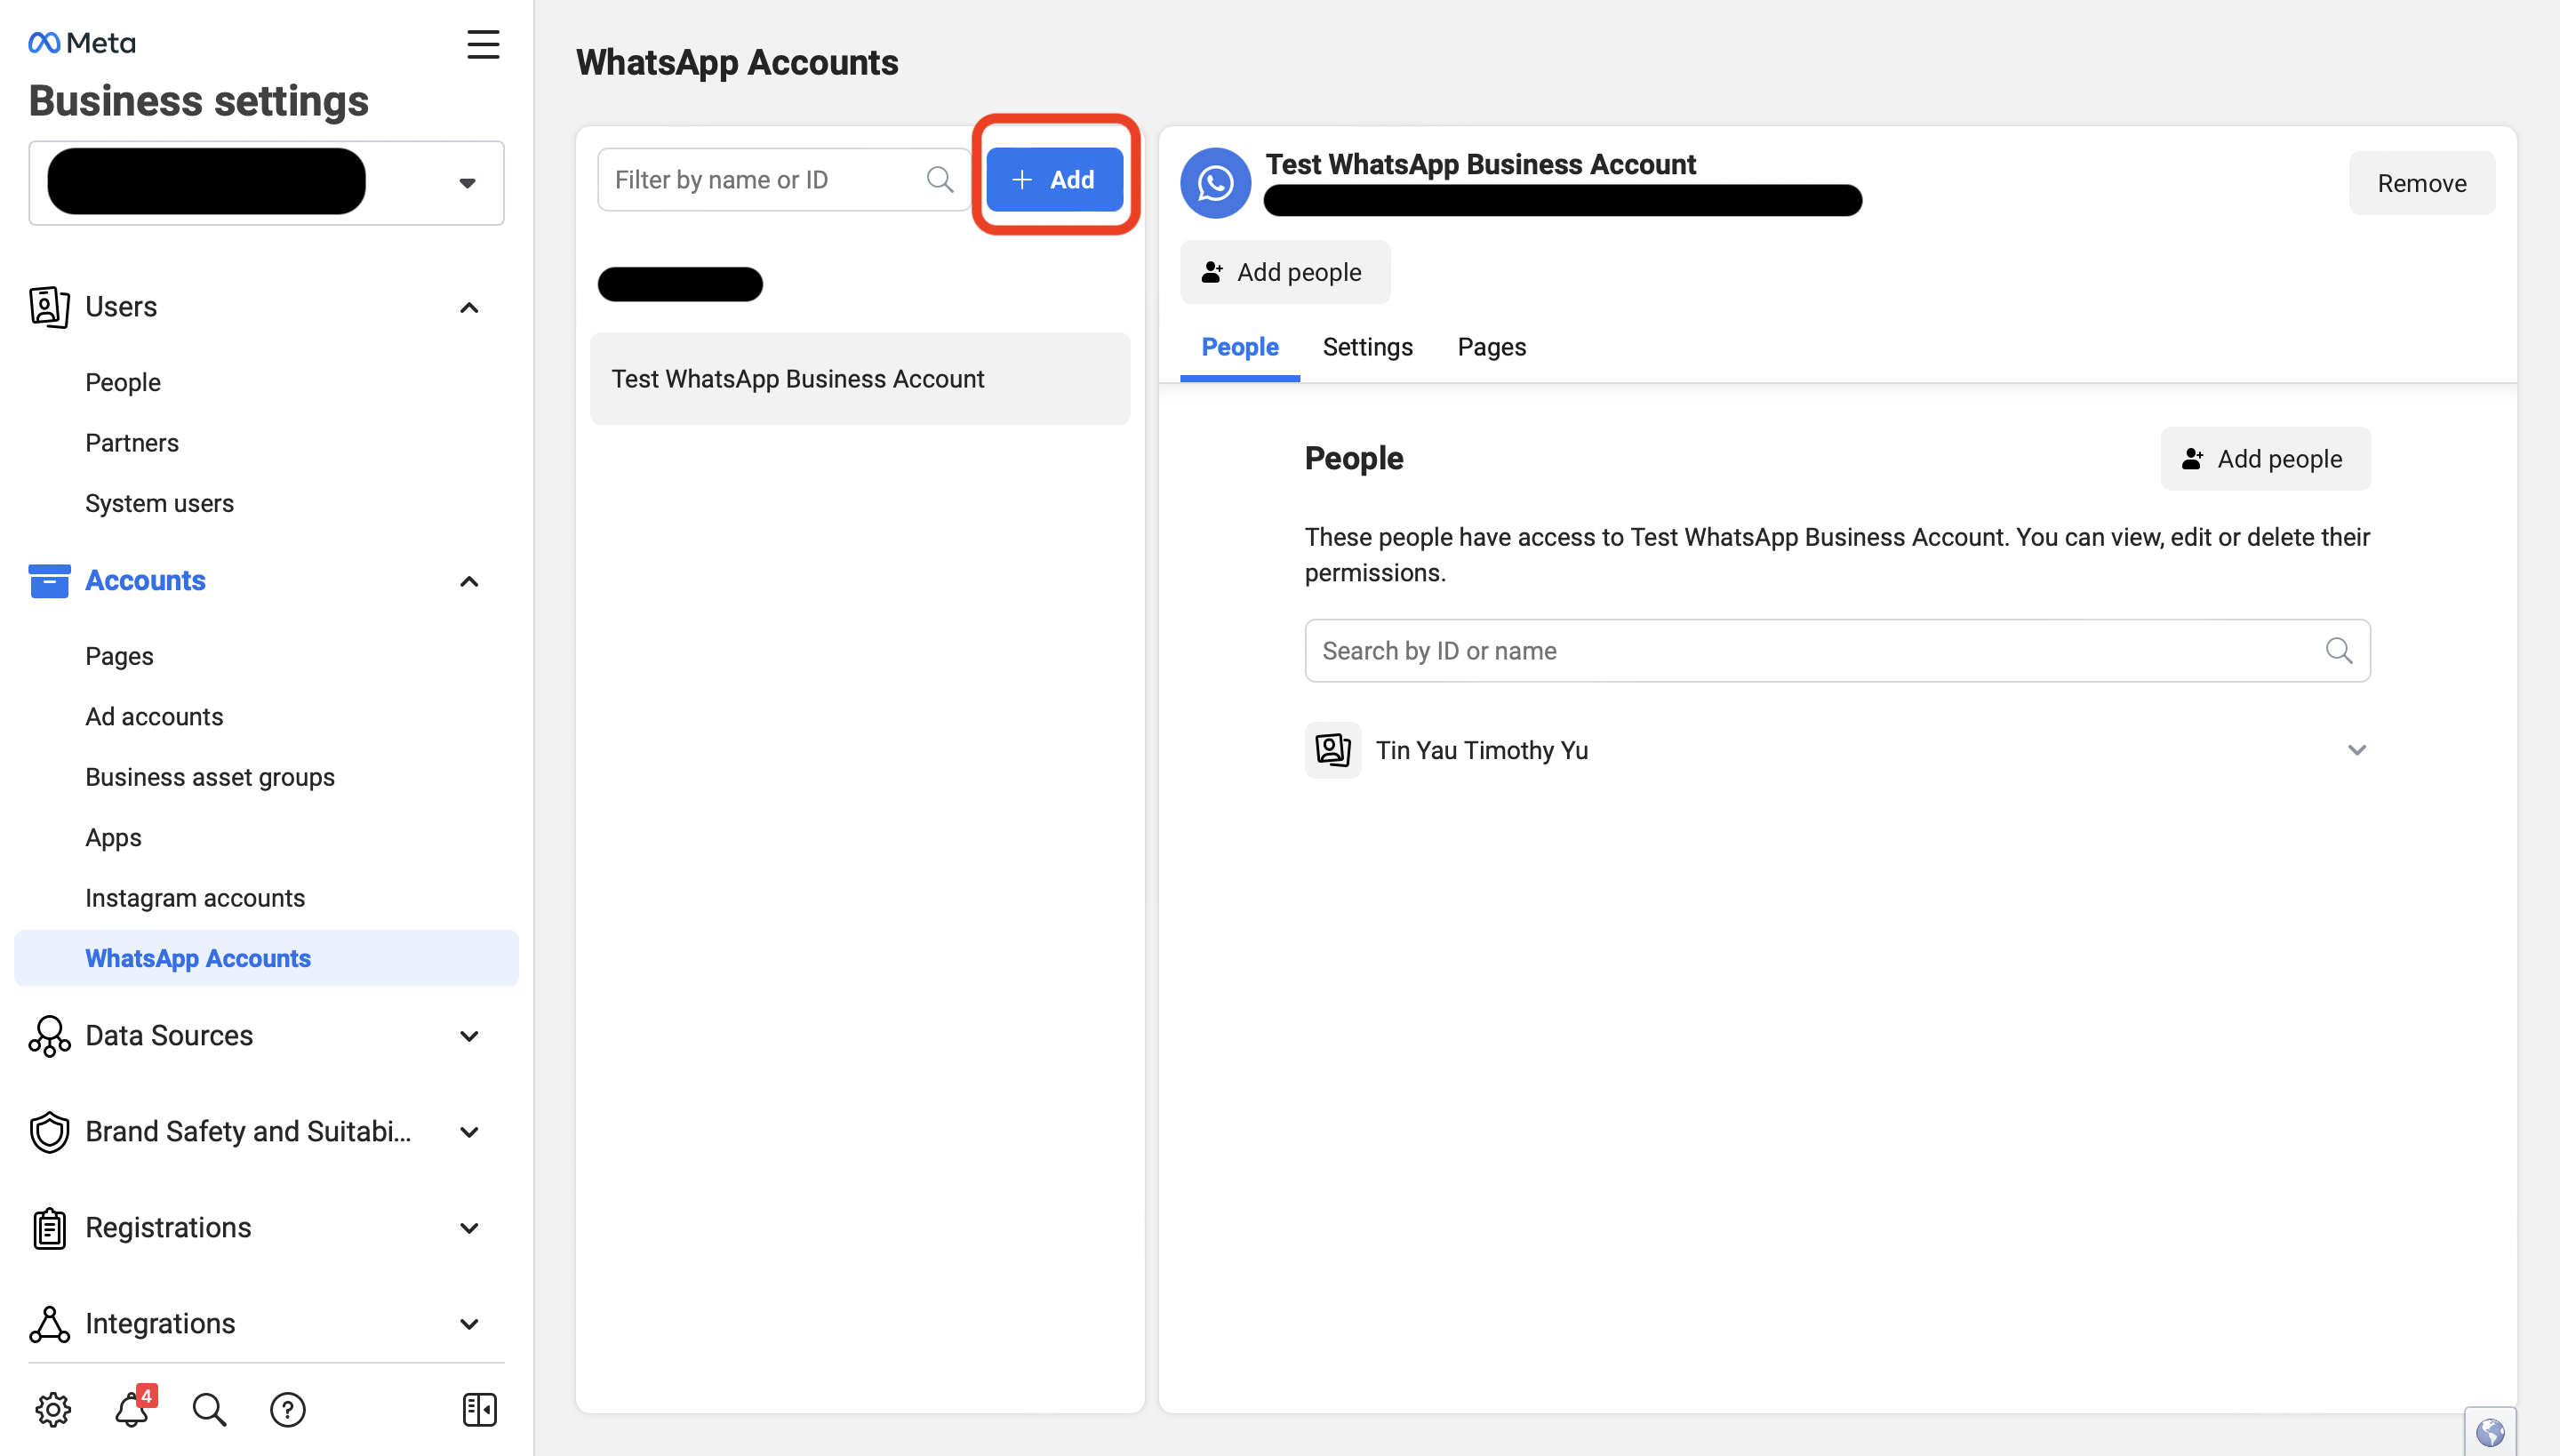 Meta
Business settings
Users
People
Partners
System users
Accounts
Pages
Ad accounts
Business asset groups
Apps
Instagram accounts
WhatsApp Accounts
Data Sources
Brand Safety and Suitabi...
Registrations
Integrations
4
WhatsApp Accounts
Filter by name or ID
+ Add
Test WhatsApp Business Account
Test WhatsApp Business Account
Remove
Add people
People
Settings
Pages
People
Add people
These people have access to Test WhatsApp Business Account. You can view, edit or delete their
permissions.
Search by ID or name
Tin Yau Timothy Yu